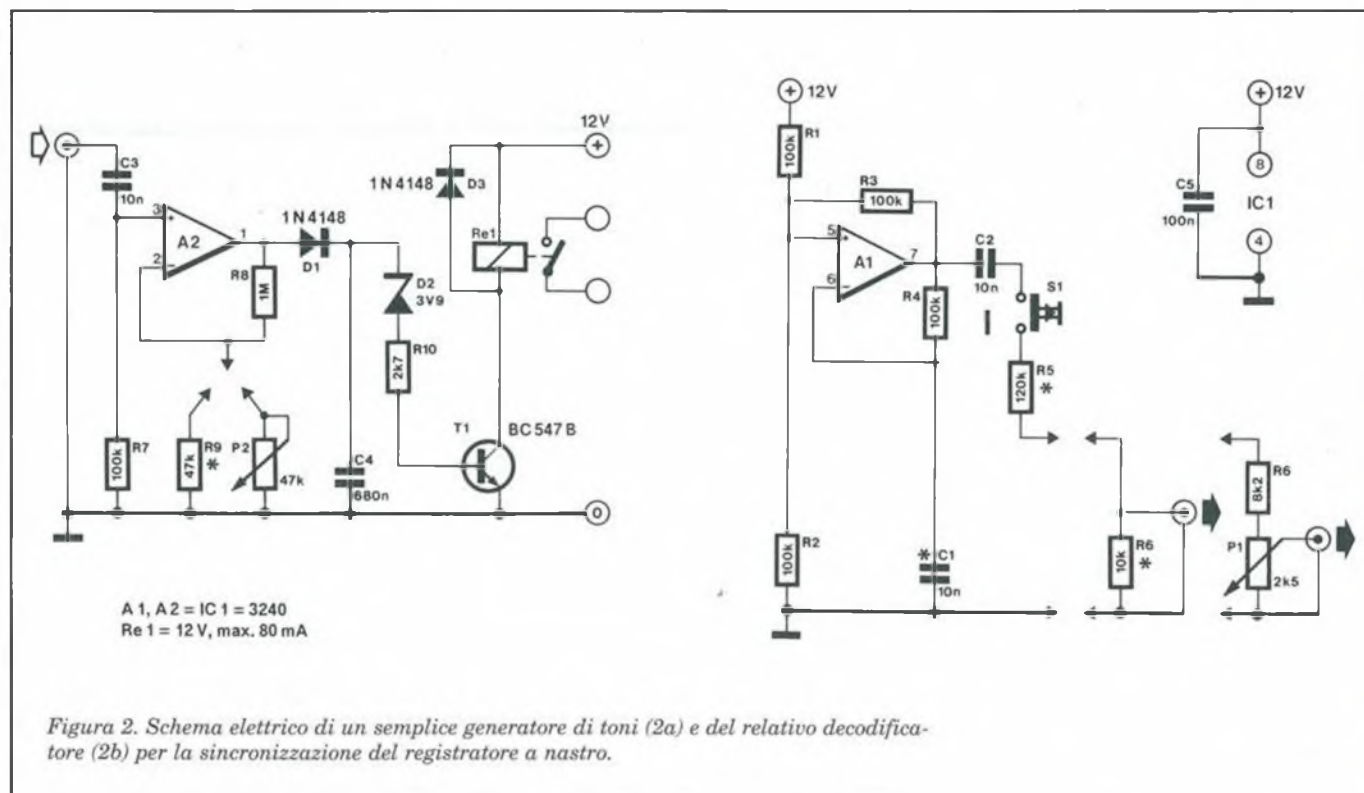 C3
10n
3
+
A2
1
2
−
R8
1M
1N4148
D1
R7
100k
R9
47k
*
P2
47k
C4
680n
D2
3V9
R10
2k7
T1
BC547B
1N4148
D3
Re1
12V
+
0
A1, A2 = IC1 = 3240
Re1 = 12 V, max. 80 mA
+
12V
R1
100k
R3
100k
5
+
A1
7
6
−
R4
100k
C2
10n
S1
R5
120k
*
R2
100k
*
C1
10n
R6
10k
*
R6
8k2
P1
2k5
+
12V
C5
100n
8
IC1
4
Figura 2. Schema elettrico di un semplice generatore di toni (2a) e del relativo decodifica-
tore (2b) per la sincronizzazione del registratore a nastro.